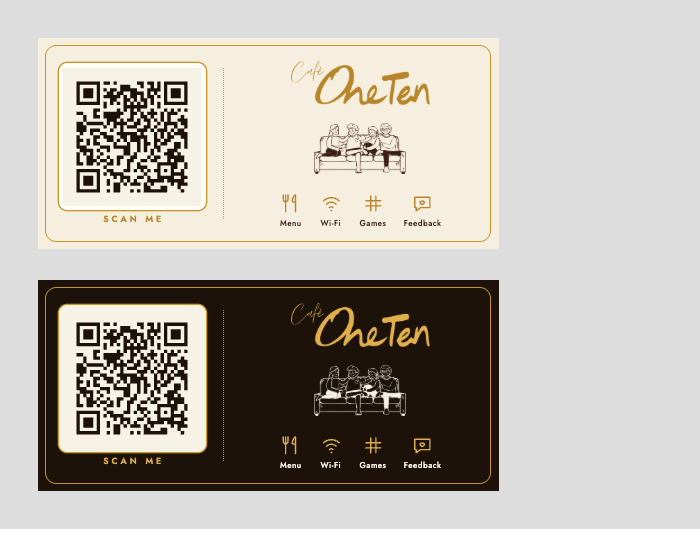 Café
OneTen
SCAN ME
Menu Wi-Fi Games Feedback
Café
OneTen
SCAN ME
Menu Wi-Fi Games Feedback